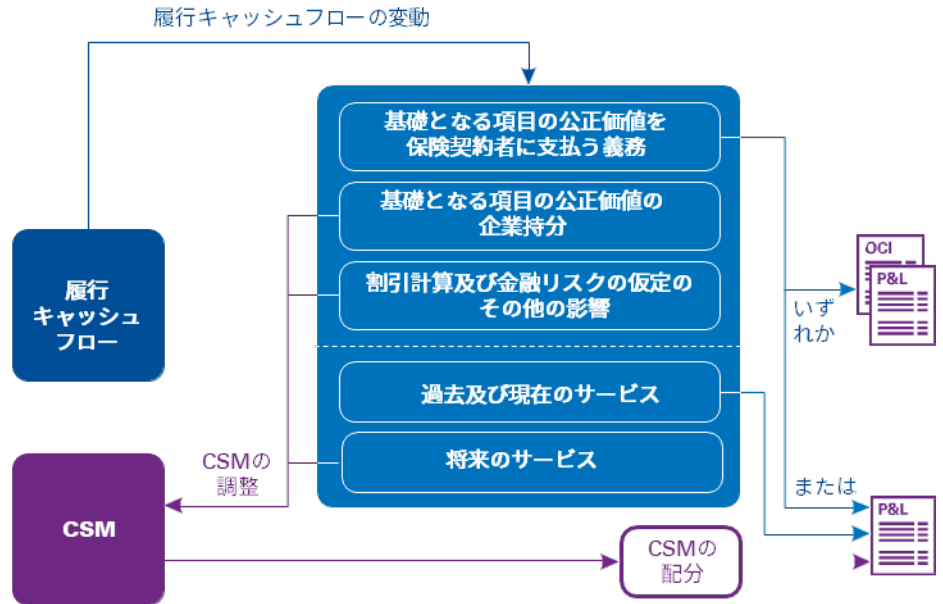 履行キャッシュフローの変動
基礎となる項目の公正価値を
保険契約者に支払う義務
基礎となる項目の公正価値の
企業持分
割引計算及び金融リスクの仮定の
その他の影響
過去及び現在のサービス
将来のサービス
履行
キャッシュ
フロー
OCI
P&L
いず
れか
CSMの
調整
または
P&L
CSM
CSMの
配分